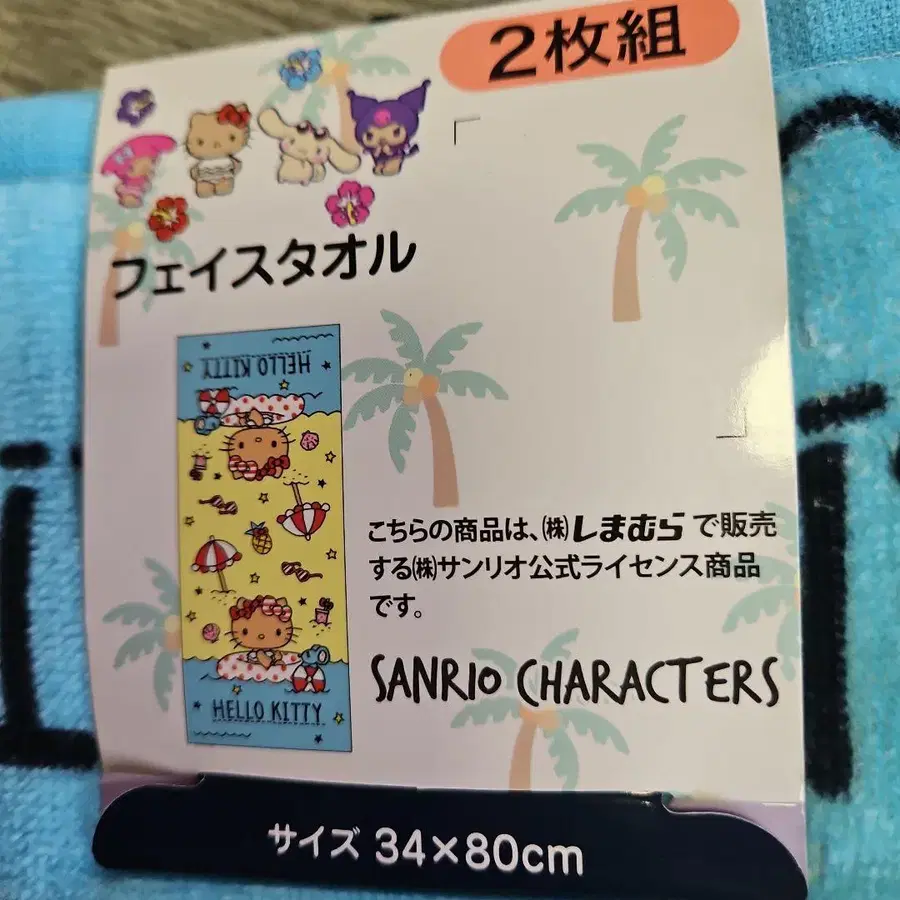 2枚組
フェイスタオル
HELLO KITTY
こちらの商品は、㈱しまむらで販売
する㈱サンリオ公式ライセンス商品
です。
SANRIO CHARACTERS
HELLO KITTY
サイズ 34×80cm